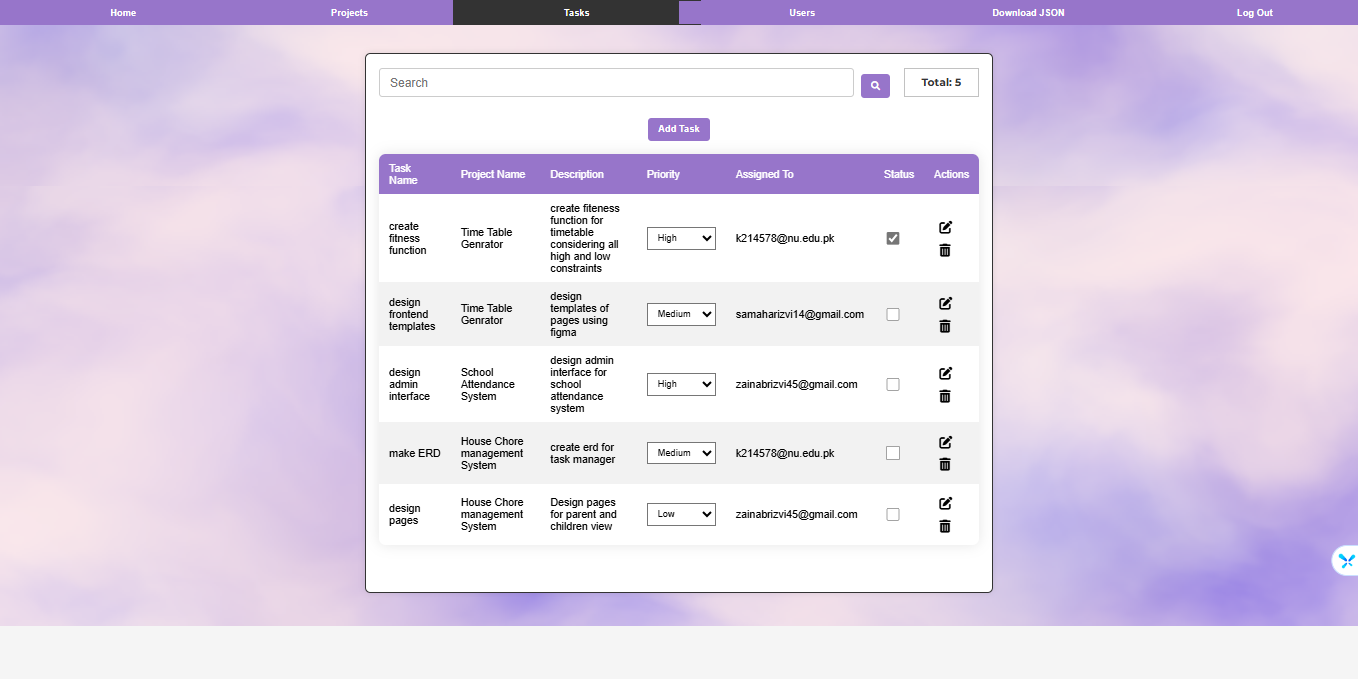 Home Projects Tasks Users Download JSON Log Out
Search
Total: 5
Add Task
Task
Name
Project Name
Description
Priority
Assigned To
Status
Actions
create
fitness
function
Time Table
Genrator
create fiteness
function for
timetable
considering all
high and low
constraints
High
k214578@nu.edu.pk
design
frontend
templates
Time Table
Genrator
design
templates of
pages using
figma
Medium
samaharizvi14@gmail.com
design
admin
interface
School
Attendance
System
design admin
interface for
school
attendance
system
High
zainabrizvi45@gmail.com
make ERD
House Chore
management
System
create erd for
task manager
Medium
k214578@nu.edu.pk
design
pages
House Chore
management
System
Design pages
for parent and
children view
Low
zainabrizvi45@gmail.com